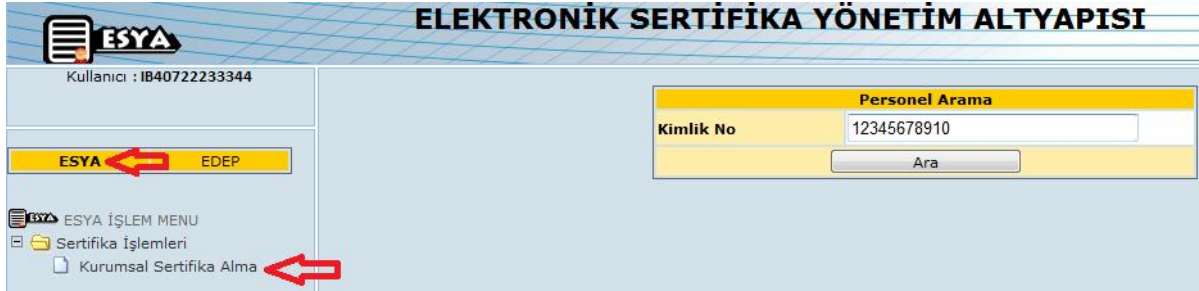 ESYA
ELEKTRONİK SERTİFİKA YÖNETİM ALTYAPISI
Kullanıcı : IB40722233344
ESYA EDEP
ESYA ESYA İŞLEM MENU
Sertifika İşlemleri
Kurumsal Sertifika Alma
Personel Arama
Kimlik No 12345678910
Ara